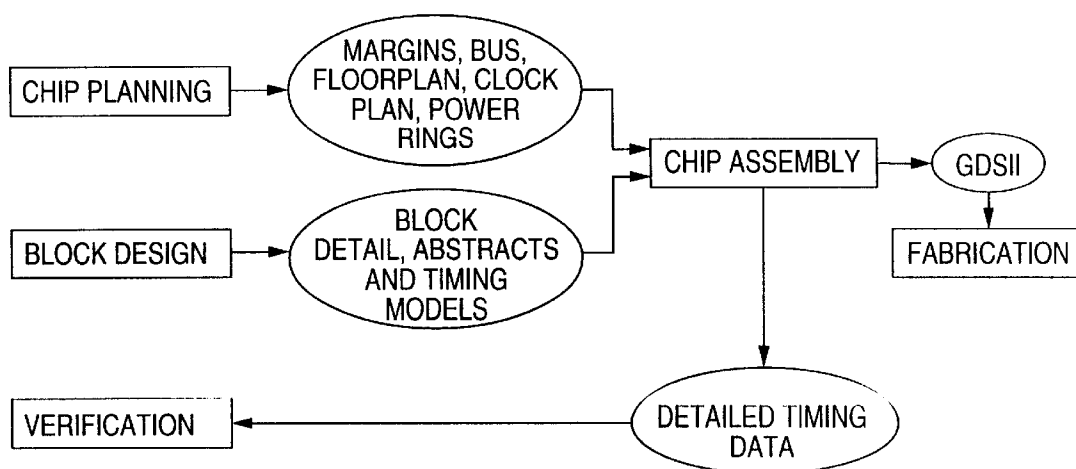 CHIP PLANNING
MARGINS, BUS,
FLOORPLAN, CLOCK
PLAN, POWER
RINGS
CHIP ASSEMBLY
GDSII
FABRICATION
BLOCK DESIGN
BLOCK
DETAIL, ABSTRACTS
AND TIMING
MODELS
VERIFICATION
DETAILED TIMING
DATA